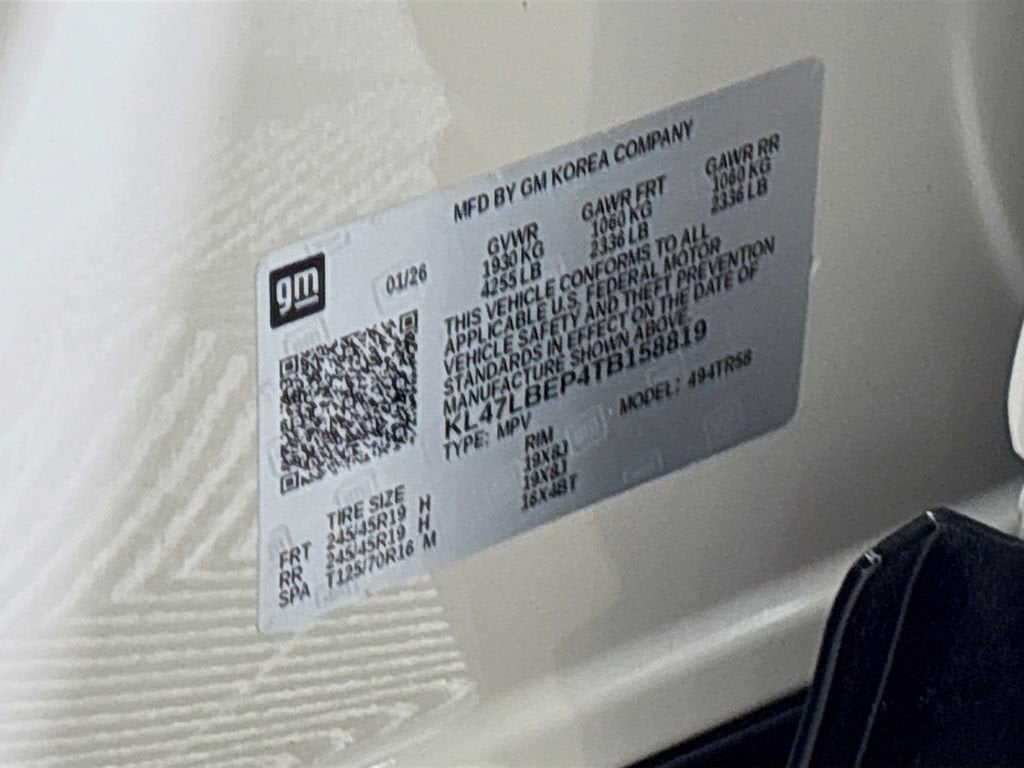 MFD BY GM KOREA COMPANY
gm
01/26
GVWR GAWR FRT GAWR RR
1930 KG 1060 KG 1060 KG
4255 LB 2336 LB 2336 LB
THIS VEHICLE CONFORMS TO ALL
APPLICABLE U.S. FEDERAL MOTOR
VEHICLE SAFETY AND THEFT PREVENTION
STANDARDS IN EFFECT ON THE DATE OF
MANUFACTURE SHOWN ABOVE.
KL47LBEP4TB158819
TYPE: MPV MODEL: 494TR58
TIRE SIZE RIM
FRT 245/45R19 H 19X8J
RR 245/45R19 H 19X8J
SPA T125/70R16 M 16X4BT